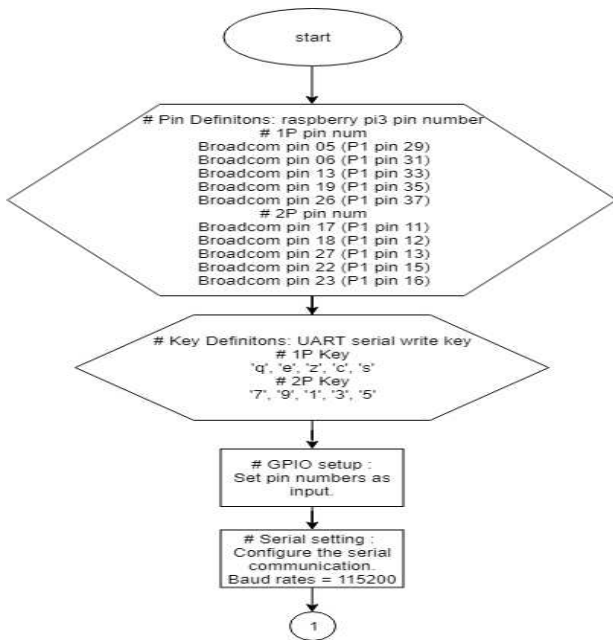 start
# Pin Definitons: raspberry pi3 pin number
# 1P pin num
Broadcom pin 05 (P1 pin 29)
Broadcom pin 06 (P1 pin 31)
Broadcom pin 13 (P1 pin 33)
Broadcom pin 19 (P1 pin 35)
Broadcom pin 26 (P1 pin 37)
# 2P pin num
Broadcom pin 17 (P1 pin 11)
Broadcom pin 18 (P1 pin 12)
Broadcom pin 27 (P1 pin 13)
Broadcom pin 22 (P1 pin 15)
Broadcom pin 23 (P1 pin 16)
# Key Definitons: UART serial write key
# 1P Key
'q', 'e', 'z', 'c', 's'
# 2P Key
'7', '9', '1', '3', '5'
# GPIO setup :
Set pin numbers as
input.
# Serial setting :
Configure the serial
communication.
Baud rates = 115200
1